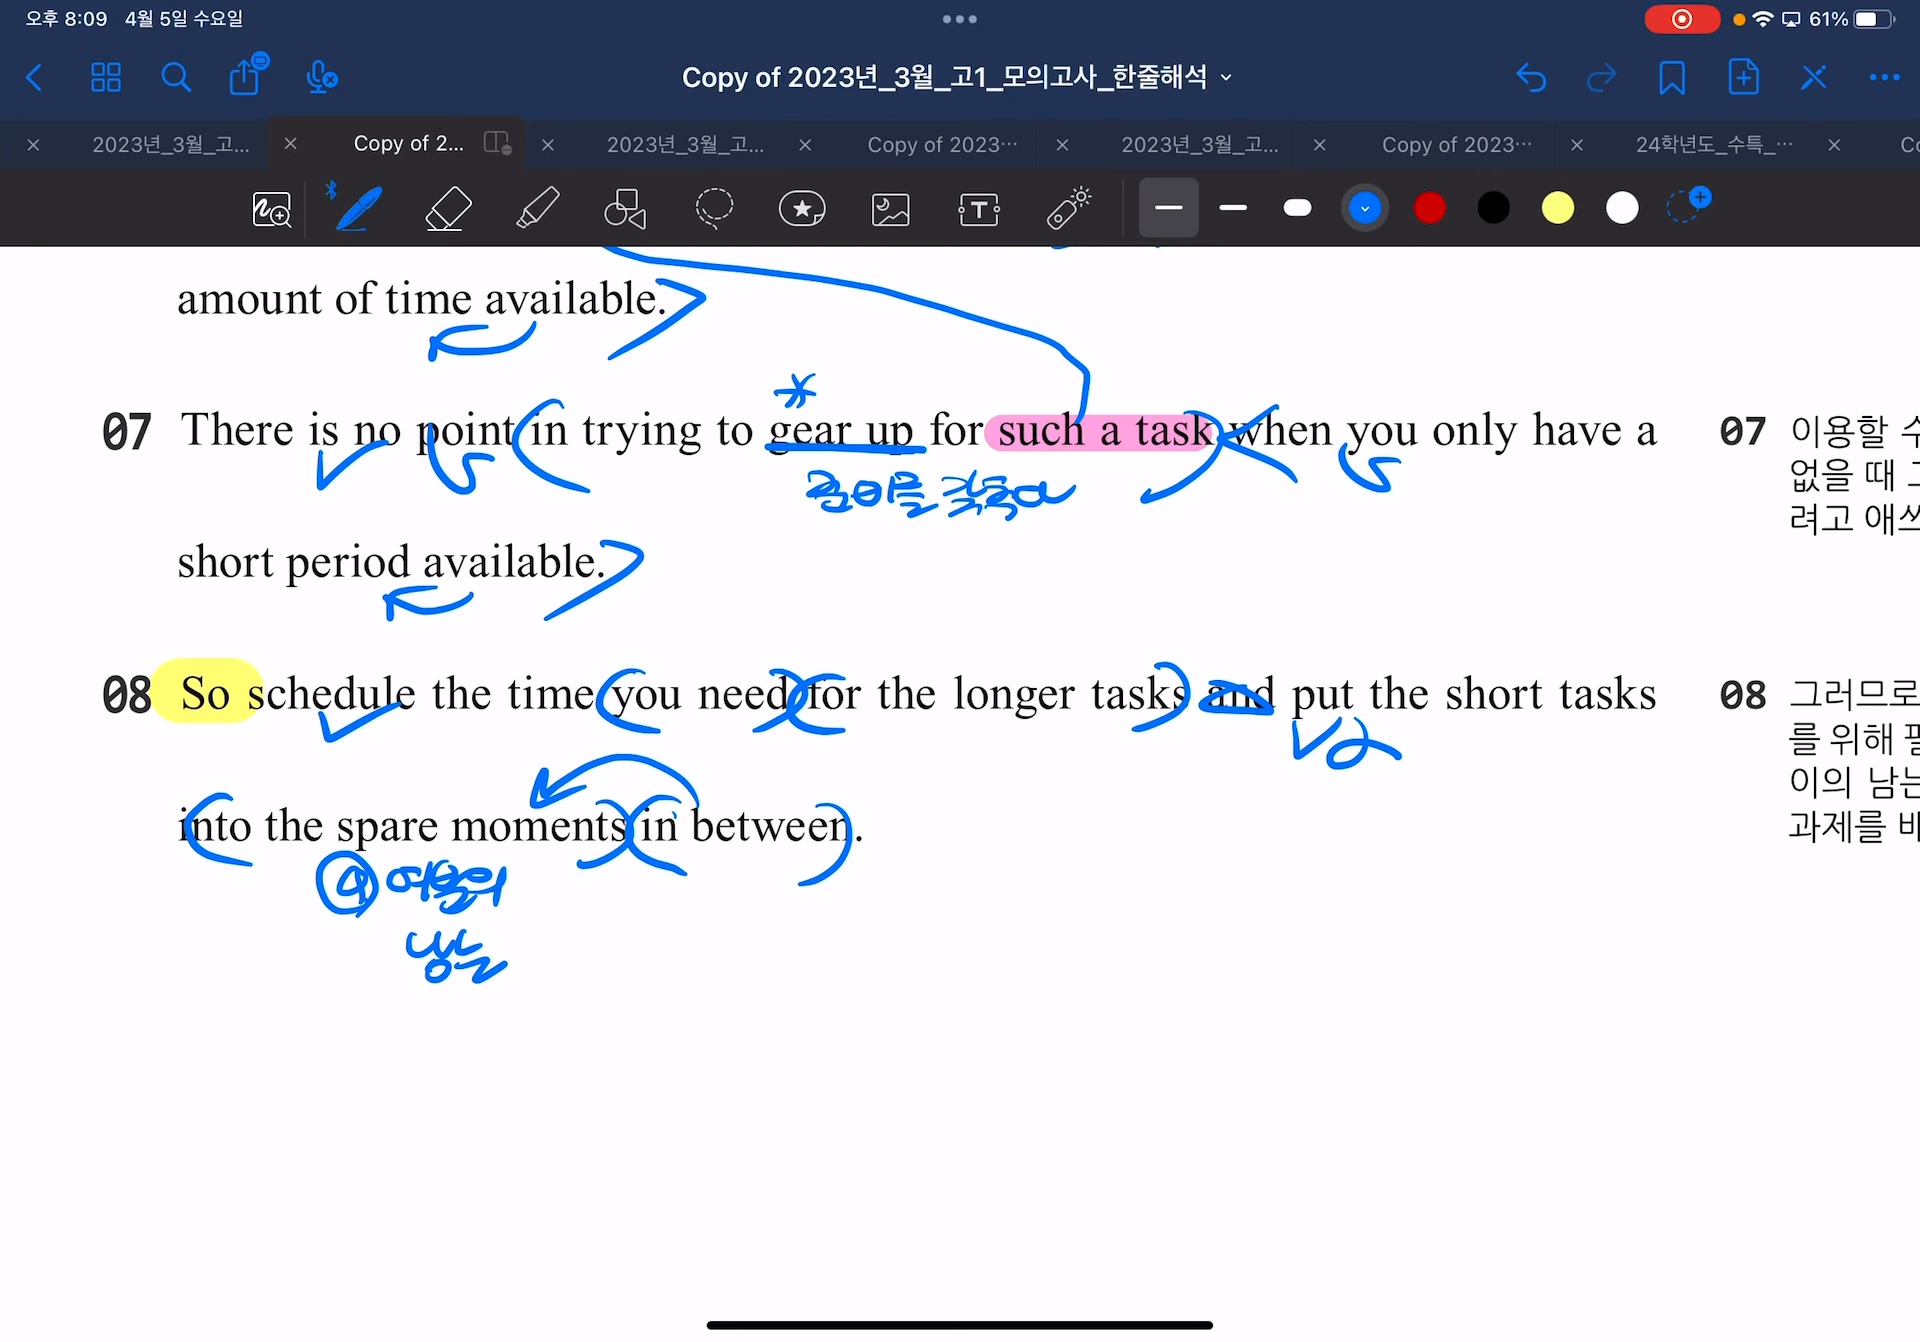 오후 8:09 4월 5일 수요일
61%
Copy of 2023년_3월_고1_모의고사_한줄해석
2023년_3월_고...
Copy of 2...
2023년_3월_고...
Copy of 2023...
2023년_3월_고...
Copy of 2023...
24학년도_수특_...
amount of time available.
07 There is no point in trying to gear up for such a task when you only have a
준비를 갖추다
short period available.
08 So schedule the time you need for the longer tasks and put the short tasks
V2
into the spare moments in between.
여분의
남는
07 이용할 수
없을 때 그
려고 애쓰
08 그러므로
를 위해 필
이의 남는
과제를 배